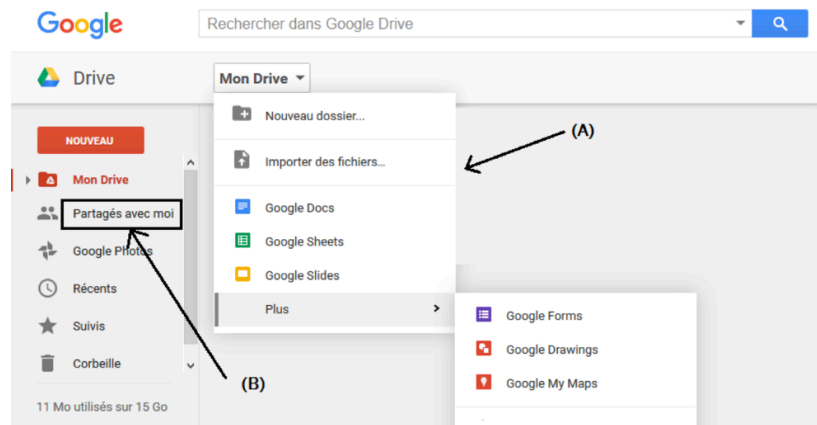 Google
Rechercher dans Google Drive
Drive
Mon Drive
Nouveau dossier...
(A)
NOUVEAU
Importer des fichiers...
Mon Drive
Partagés avec moi
Google Docs
Google Photos
Google Sheets
Google Slides
Récents
Plus
Google Forms
Suivis
Google Drawings
Corbeille
(B)
Google My Maps
11 Mo utilisés sur 15 Go